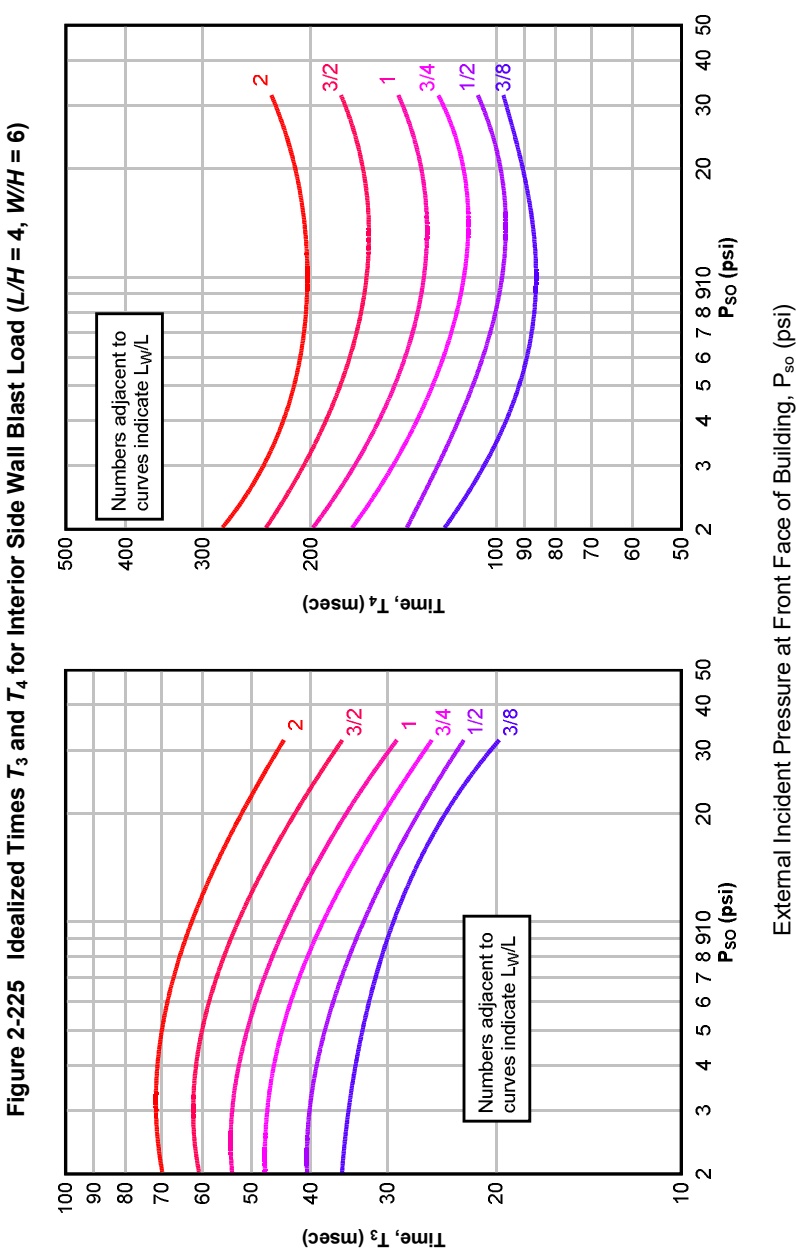 Figure 2-225 Idealized Times T3 and T4 for Interior Side Wall Blast Load (L/H = 4, W/H = 6)
100
90
80
70
60
50
40
30
20
10
Time, T3 (msec)
2
3/2
1
3/4
1/2
3/8
Numbers adjacent to
curves indicate LW/L
2 3 4 5 6 7 8 910 20 30 40 50
PSO (psi)
500
400
300
200
100
90
80
70
60
50
Time, T4 (msec)
Numbers adjacent to
curves indicate LW/L
2
3/2
1
3/4
1/2
3/8
2 3 4 5 6 7 8 910 20 30 40 50
PSO (psi)
External Incident Pressure at Front Face of Building, Pso (psi)